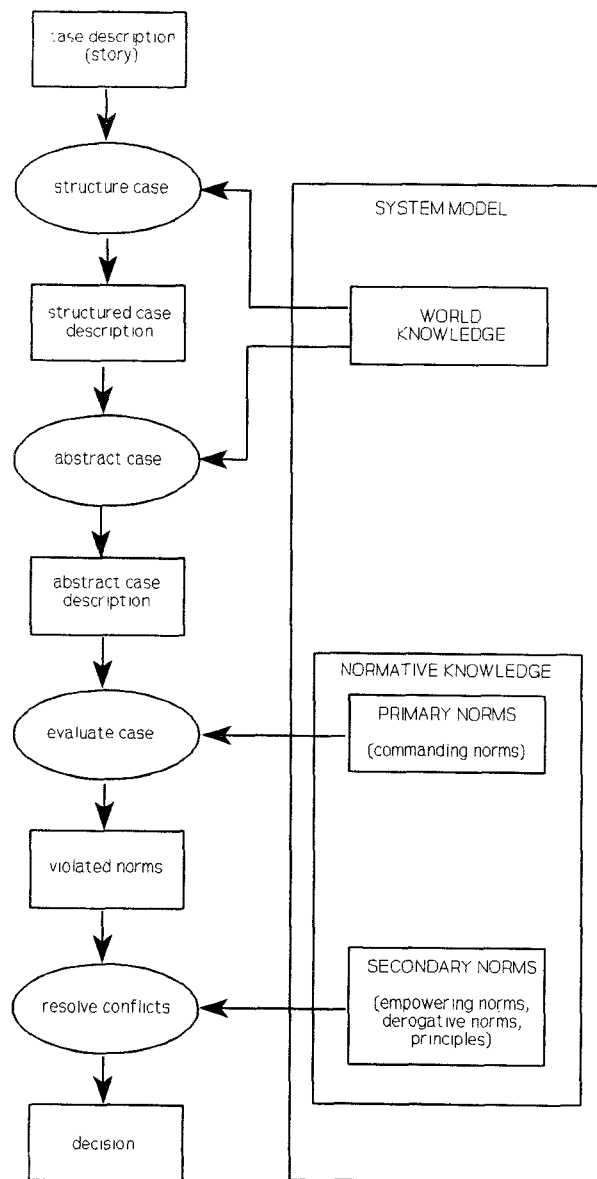 case description
(story)
structure case
SYSTEM MODEL
structured case
description
WORLD
KNOWLEDGE
abstract case
abstract case
description
NORMATIVE KNOWLEDGE
PRIMARY NORMS
(commanding norms)
evaluate case
violated norms
SECONDARY NORMS
(empowering norms,
derogative norms,
principles)
resolve conflicts
decision